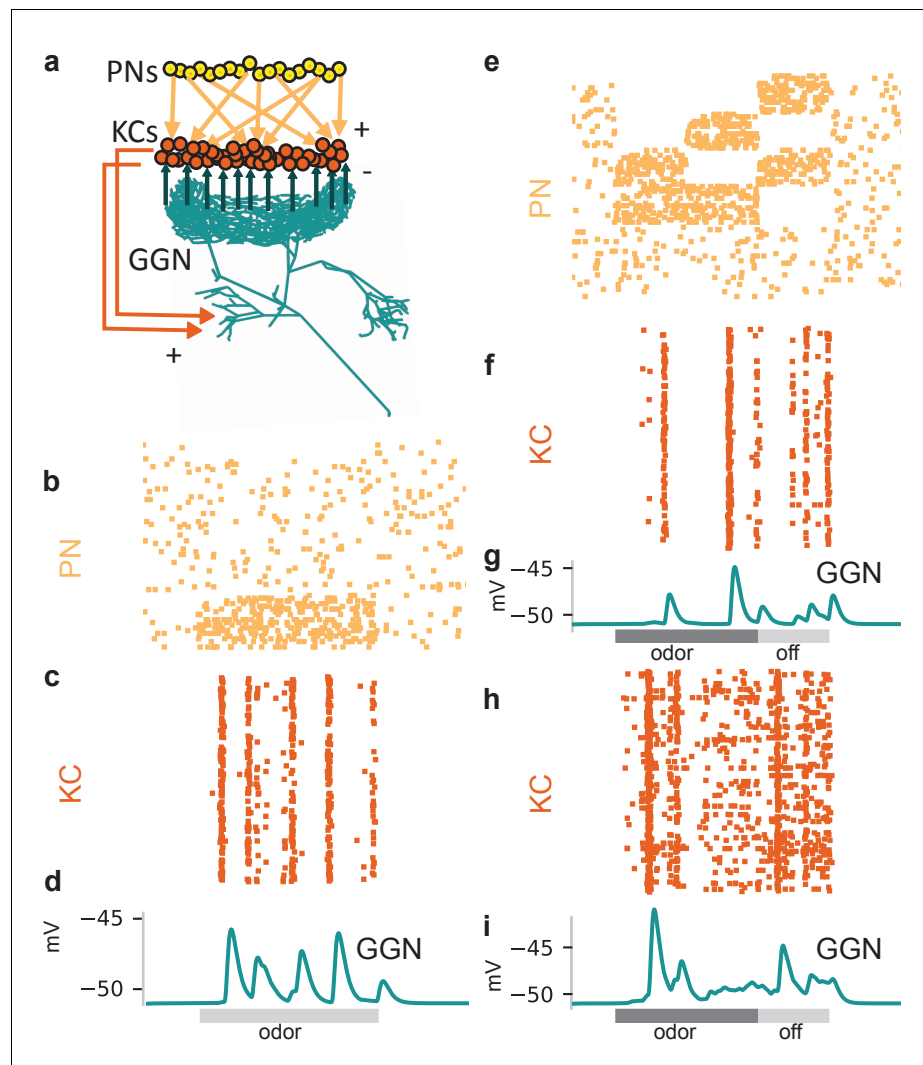 a
PNs
KCs
+
-
GGN
+
b
PN
c
KC
d
−45
−50
mV
GGN
odor
e
PN
f
KC
g
−45
−50
mV
GGN
odor off
h
KC
i
−45
−50
mV
GGN
odor off